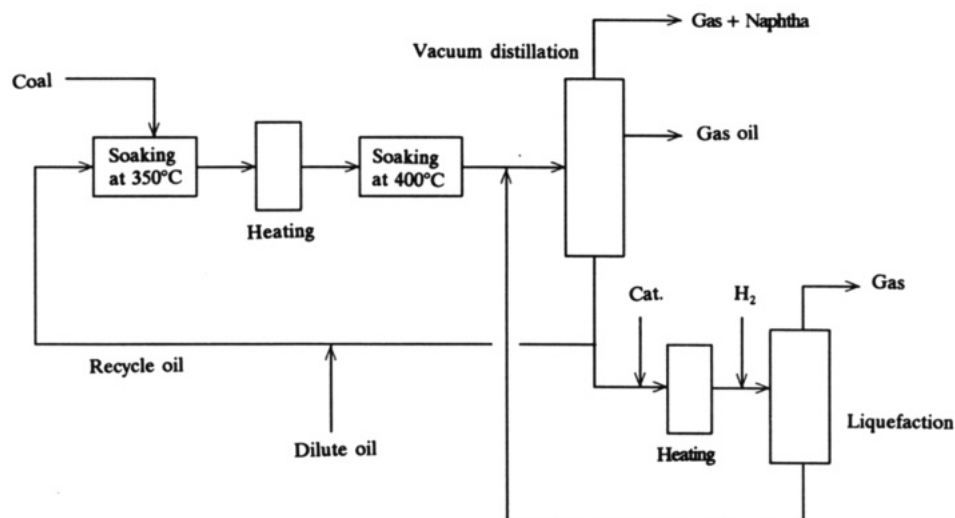 Gas + Naphtha
Vacuum distillation
Coal
Gas oil
Soaking
at 350°C
Soaking
at 400°C
Heating
Cat.
H₂
Gas
Recycle oil
Liquefaction
Dilute oil
Heating